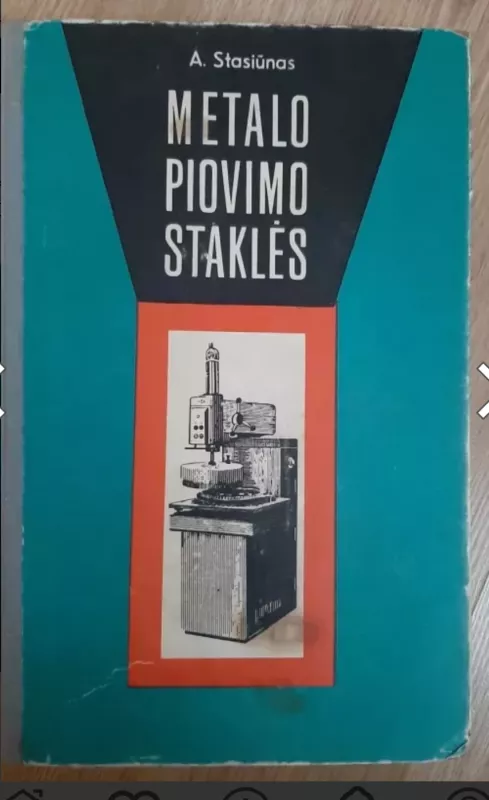 A. Stasiūnas
METALO
PIOVIMO
STAKLĖS